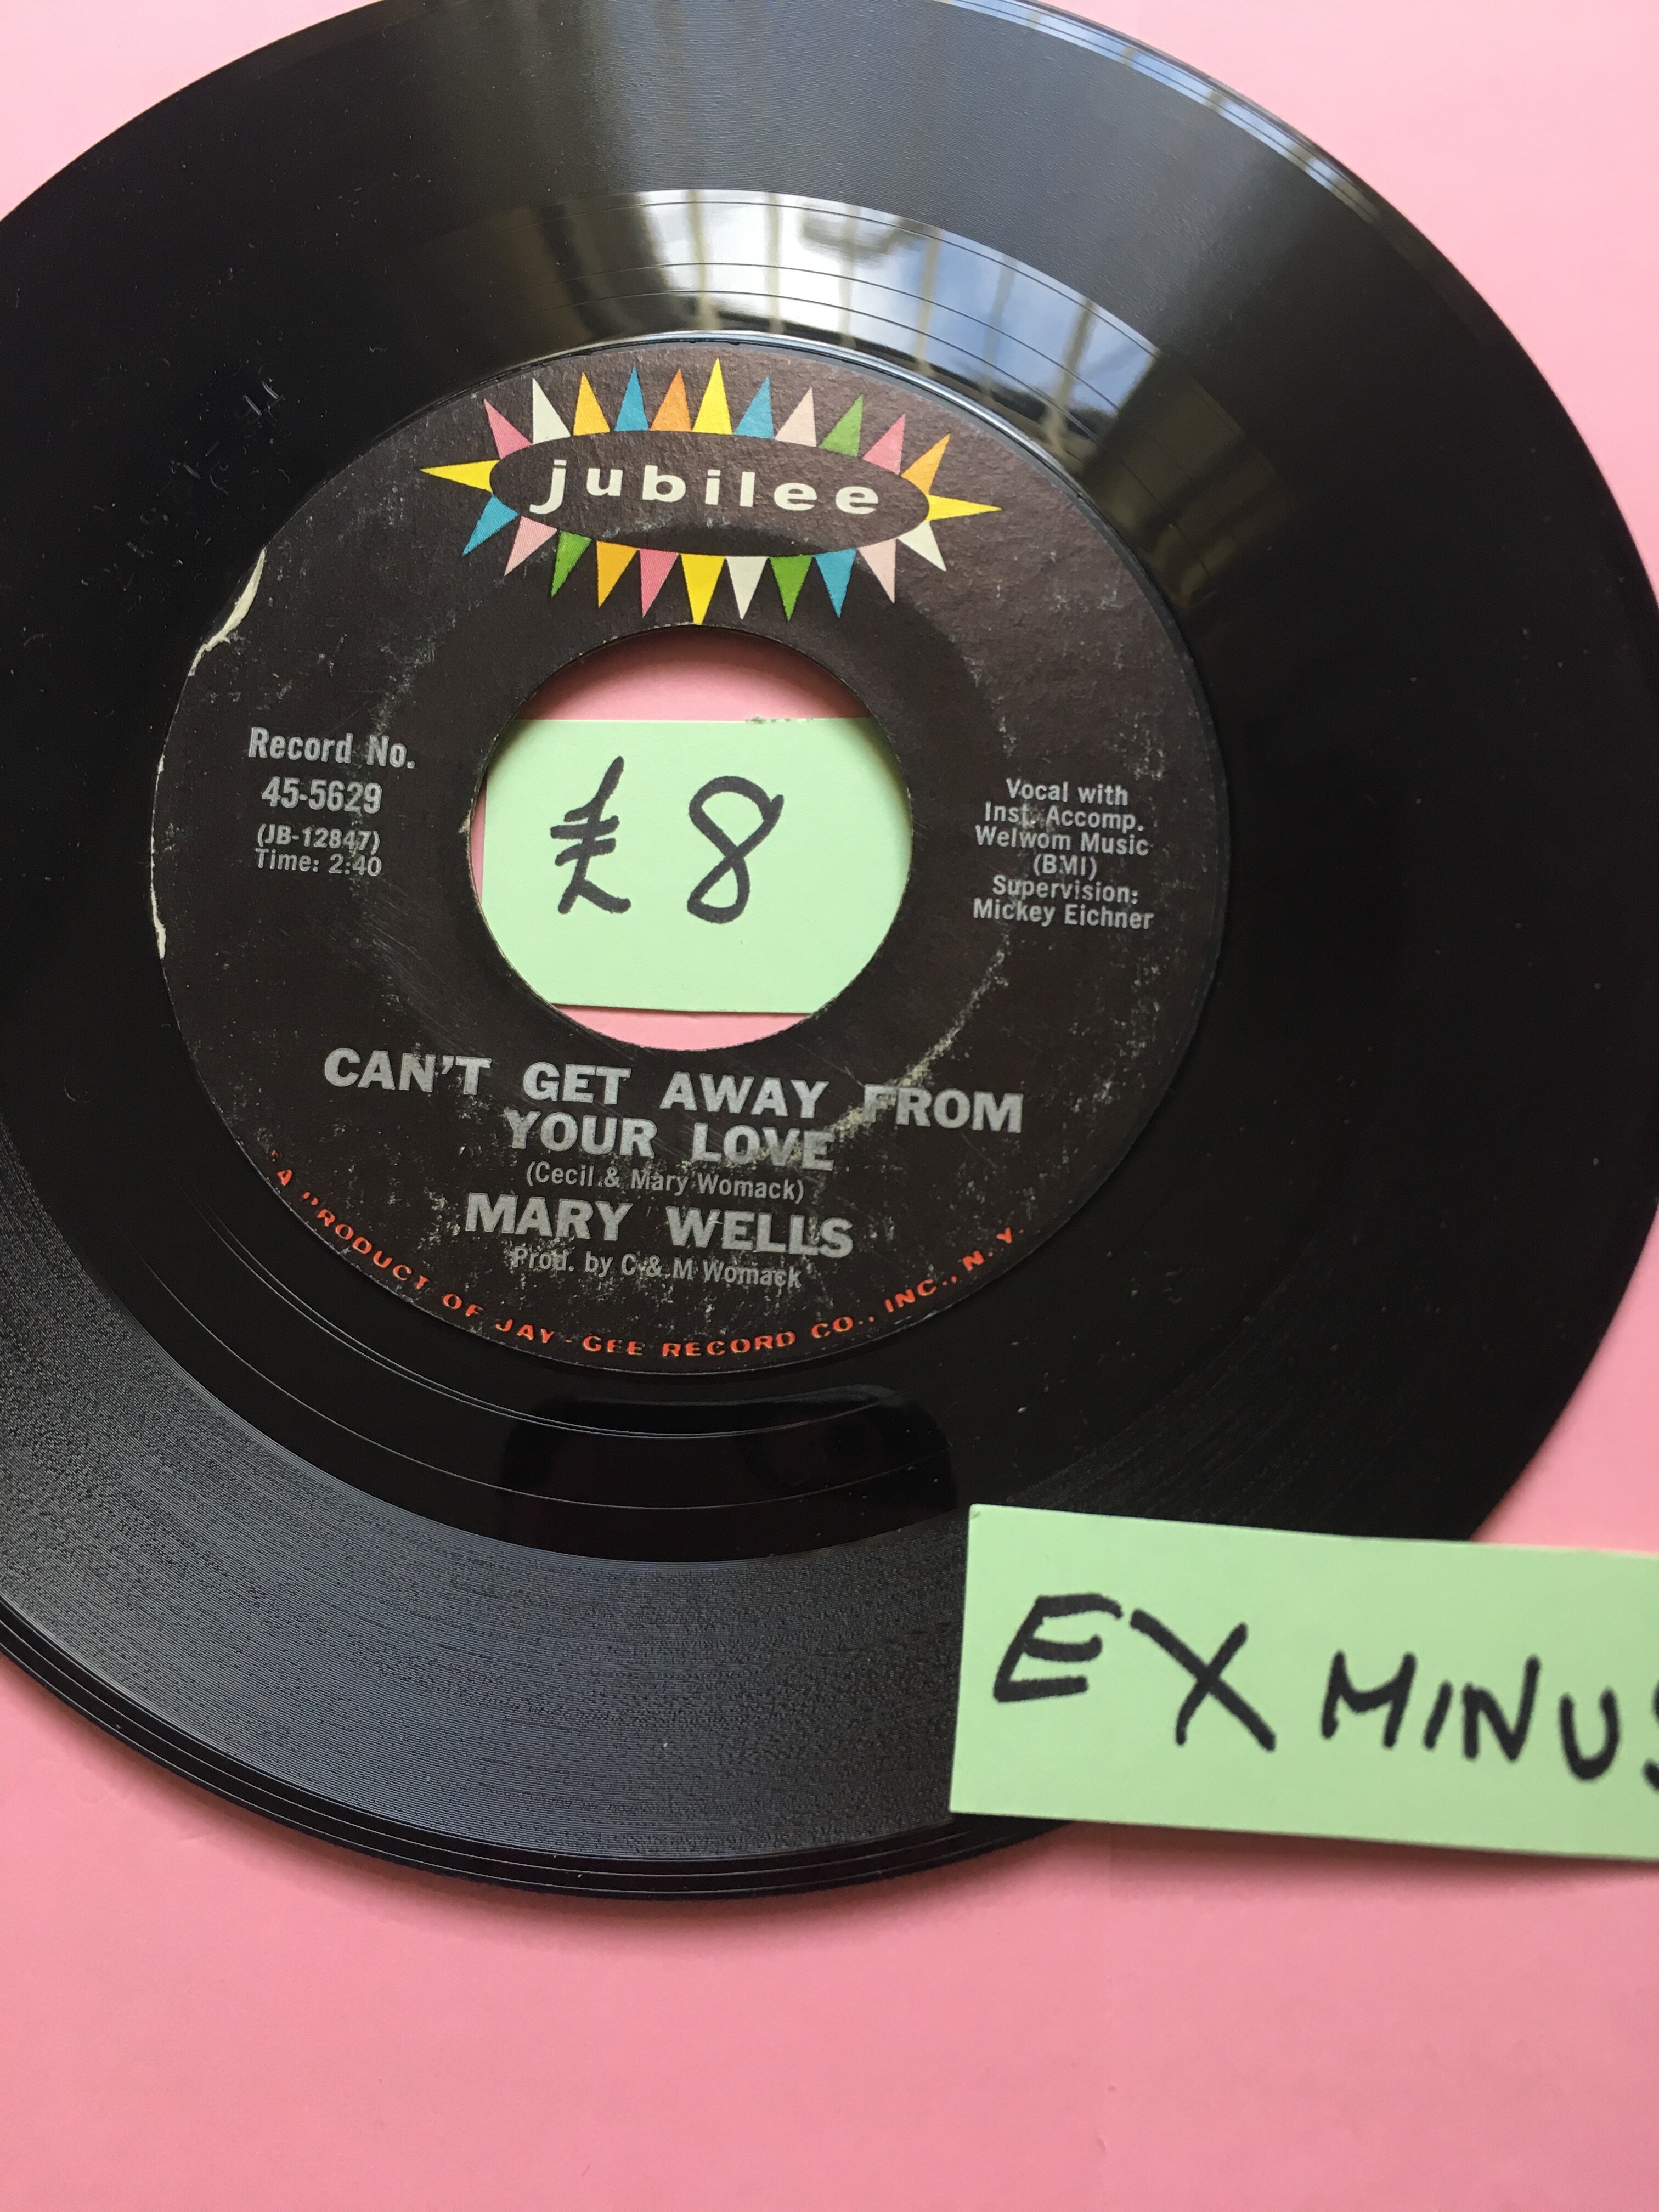 jubilee
Record No.
45-5629
(JB-12847)
Time: 2:40
£8
Vocal with
Inst. Accomp.
Welwom Music
(BMI)
Supervision:
Mickey Eichner
CAN'T GET AWAY FROM
YOUR LOVE
(Cecil & Mary Womack)
MARY WELLS
Prod. by C & M Womack
A PRODUCT OF JAY-GEE RECORD CO., INC., N.Y.
EX MINUS